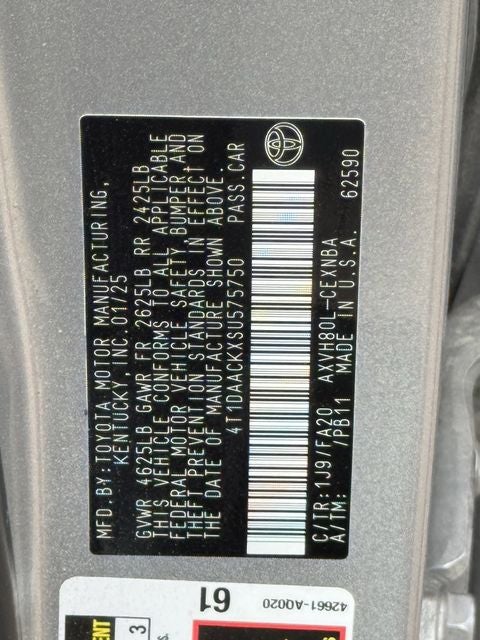 MFD.BY:TOYOTA MOTOR MANUFACTURING,
KENTUCKY, INC. 01/25
GVWR 4625LB GAWR FR 2625LB RR 2425LB
THIS VEHICLE CONFORMS TO ALL APPLICABLE
FEDERAL MOTOR VEHICLE SAFETY, BUMPER AND
THEFT PREVENTION STANDARDS IN EFFECT ON
THE DATE OF MANUFACTURE SHOWN ABOVE.
4T1DAACKXSU575750 PASS.CAR
C/TR:1J9/FA20 AXVH80L-CEXNBA
A/TM: /PB11 MADE IN U.S.A. 62590
61
42661-A0020
3